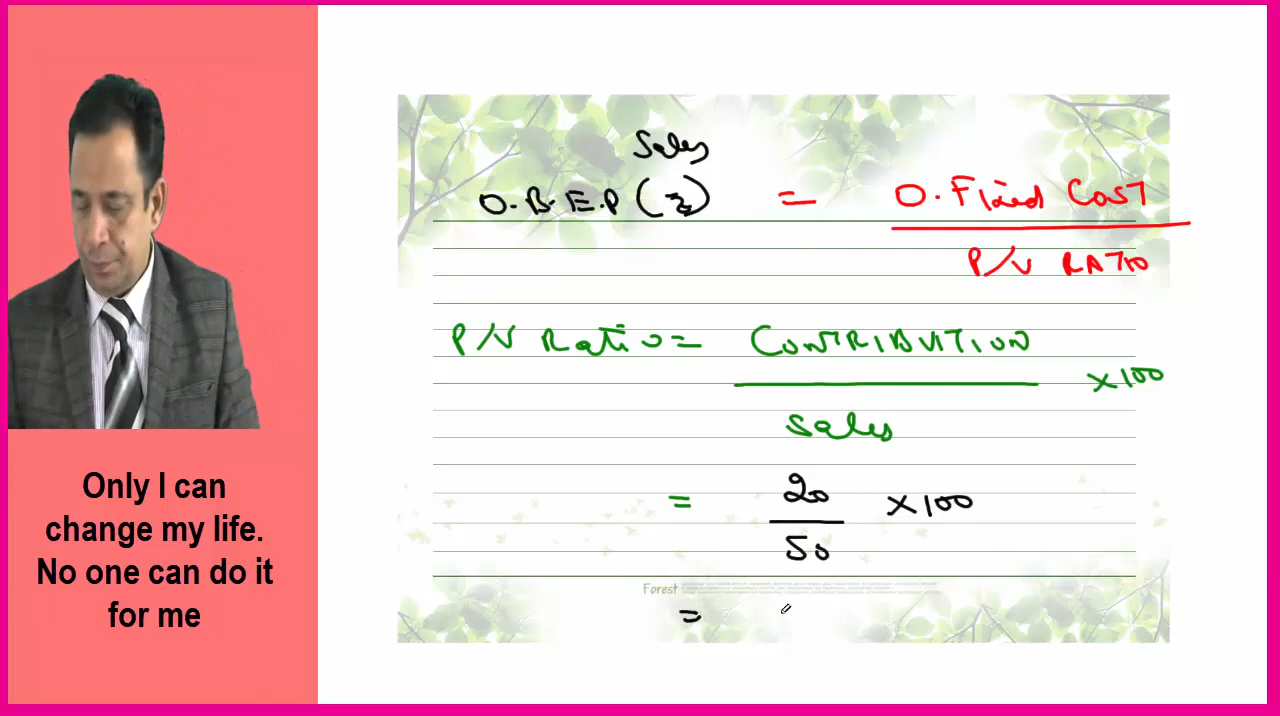 Sales
O.B.E.P (₹) = O.Fixed Cost
P/V RATIO
P/V Ratio = CONTRIBUTION
×100
Sales
= 20 ×100
50
Forest
=
Only I can
change my life.
No one can do it
for me